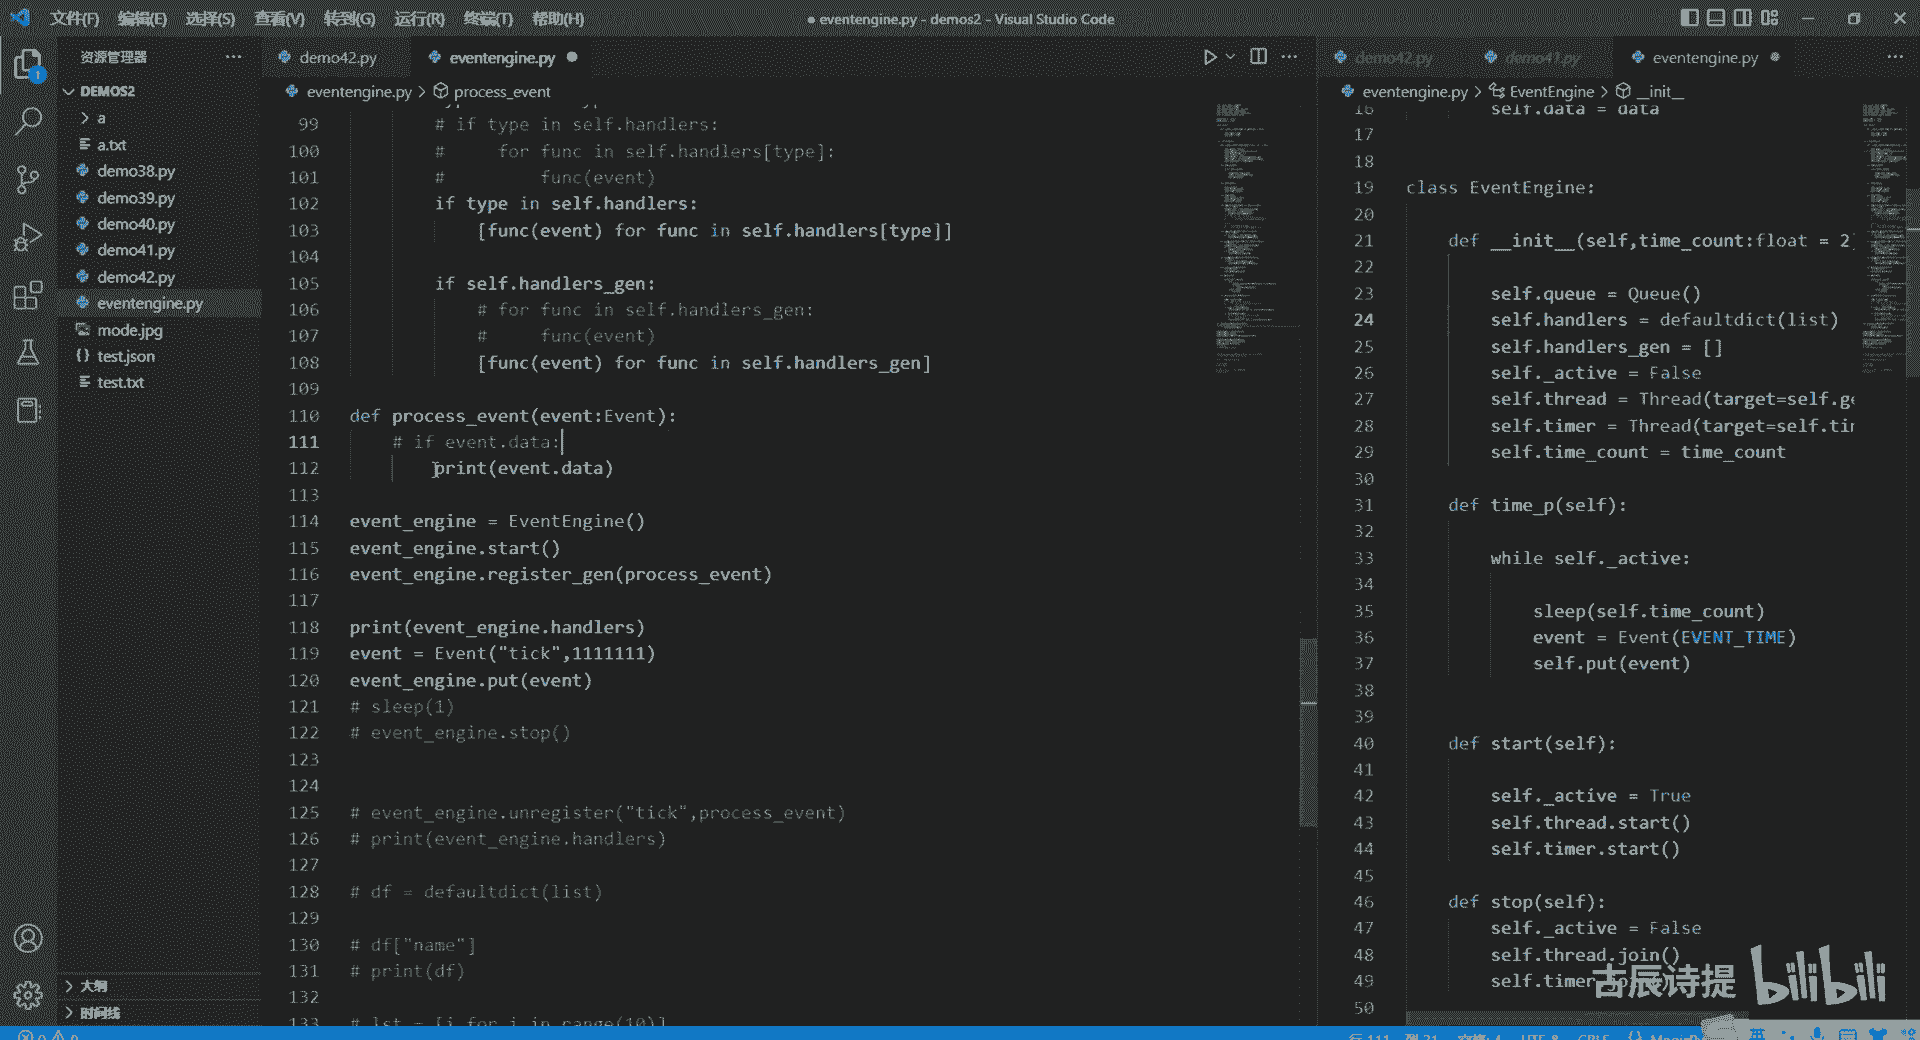 文件(F) 编辑(E) 选择(S) 查看(V) 转到(G) 运行(R) 终端(T) 帮助(H)
● eventengine.py - demos2 - Visual Studio Code
资源管理器
DEMOS2
a
a.txt
demo38.py
demo39.py
demo40.py
demo41.py
demo42.py
eventengine.py
mode.jpg
{} test.json
test.txt
大纲
时间线
1
demo42.py
eventengine.py
eventengine.py > process_event
99 # if type in self.handlers:
100 #     for func in self.handlers[type]:
101 #         func(event)
102 if type in self.handlers:
103 [func(event) for func in self.handlers[type]]
104
105 if self.handlers_gen:
106 # for func in self.handlers_gen:
107 #     func(event)
108 [func(event) for func in self.handlers_gen]
109
110 def process_event(event:Event):
111 # if event.data:
112 print(event.data)
113
114 event_engine = EventEngine()
115 event_engine.start()
116 event_engine.register_gen(process_event)
117
118 print(event_engine.handlers)
119 event = Event("tick",1111111)
120 event_engine.put(event)
121 # sleep(1)
122 # event_engine.stop()
123
124
125 # event_engine.unregister("tick",process_event)
126 # print(event_engine.handlers)
127
128 # df = defaultdict(list)
129
130 # df["name"]
131 # print(df)
132
133 # lst = [i for i in range(10)]
demo42.py
demo41.py
eventengine.py
eventengine.py > EventEngine > __init__
16 self.data = data
17
18
19 class EventEngine:
20
21 def __init__(self,time_count:float = 2
22
23 self.queue = Queue()
24 self.handlers = defaultdict(list)
25 self.handlers_gen = []
26 self._active = False
27 self.thread = Thread(target=self.ge
28 self.timer = Thread(target=self.tim
29 self.time_count = time_count
30
31 def time_p(self):
32
33 while self._active:
34
35 sleep(self.time_count)
36 event = Event(EVENT_TIME)
37 self.put(event)
38
39
40 def start(self):
41
42 self._active = True
43 self.thread.start()
44 self.timer.start()
45
46 def stop(self):
47 self._active = False
48 self.thread.join()
49 self.timer
50
古辰诗提
bilibili